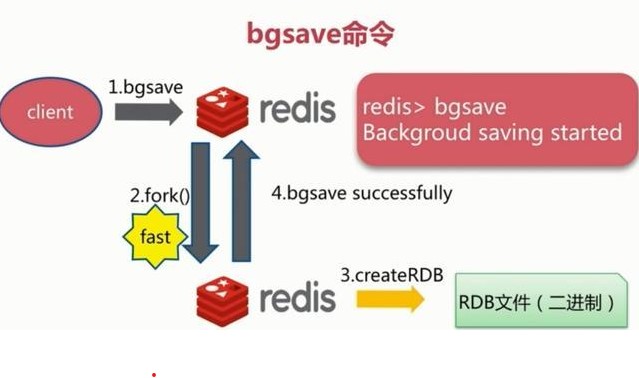 bgsave命令
client
1.bgsave
redis
redis> bgsave
Backgroud saving started
2.fork()
fast
4.bgsave successfully
redis
3.createRDB
RDB文件（二进制）